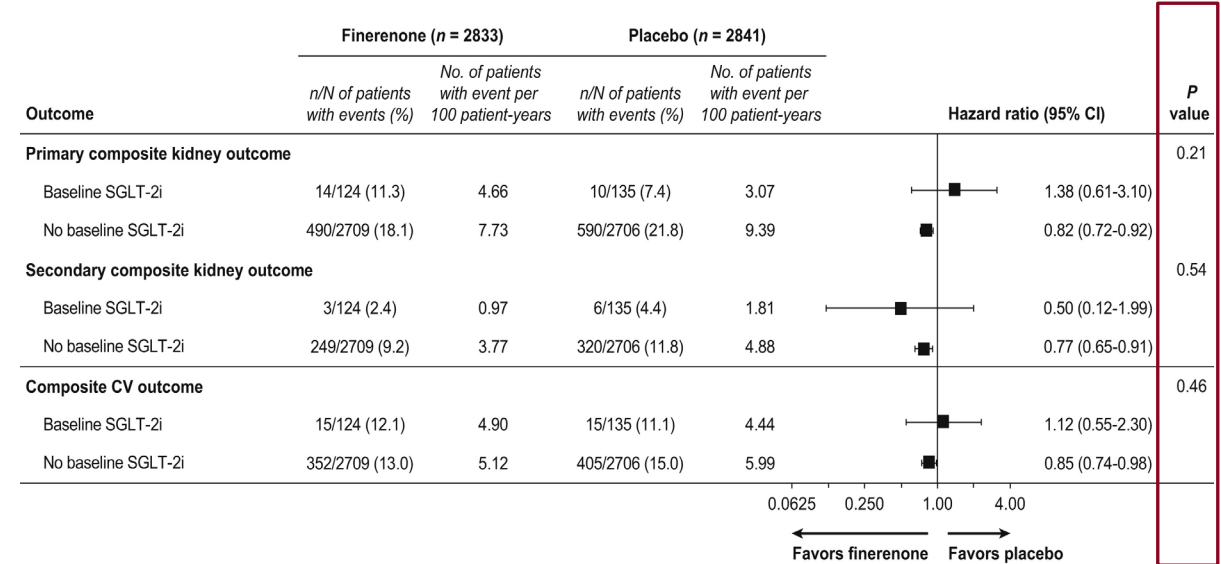 Finerenone (n = 2833) Placebo (n = 2841)
Outcome n/N of patients with events (%) No. of patients with event per 100 patient-years n/N of patients with events (%) No. of patients with event per 100 patient-years Hazard ratio (95% CI) P value
Primary composite kidney outcome 0.21
Baseline SGLT-2i 14/124 (11.3) 4.66 10/135 (7.4) 3.07 1.38 (0.61-3.10)
No baseline SGLT-2i 490/2709 (18.1) 7.73 590/2706 (21.8) 9.39 0.82 (0.72-0.92)
Secondary composite kidney outcome 0.54
Baseline SGLT-2i 3/124 (2.4) 0.97 6/135 (4.4) 1.81 0.50 (0.12-1.99)
No baseline SGLT-2i 249/2709 (9.2) 3.77 320/2706 (11.8) 4.88 0.77 (0.65-0.91)
Composite CV outcome 0.46
Baseline SGLT-2i 15/124 (12.1) 4.90 15/135 (11.1) 4.44 1.12 (0.55-2.30)
No baseline SGLT-2i 352/2709 (13.0) 5.12 405/2706 (15.0) 5.99 0.85 (0.74-0.98)
0.0625 0.250 1.00 4.00
Favors finerenone Favors placebo